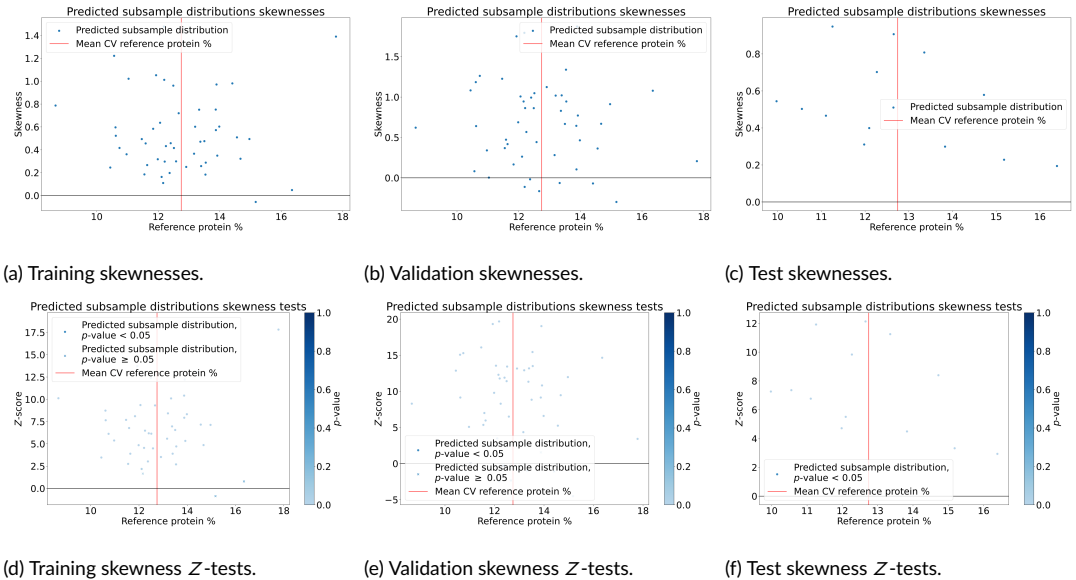 Predicted subsample distributions skewnesses
Skewness
1.4
1.2
1.0
0.8
0.6
0.4
0.2
0.0
Predicted subsample distribution
Mean CV reference protein %
10 12 14 16 18
Reference protein %
(a) Training skewnesses.
Predicted subsample distributions skewnesses
Skewness
1.5
1.0
0.5
0.0
Predicted subsample distribution
Mean CV reference protein %
10 12 14 16 18
Reference protein %
(b) Validation skewnesses.
Predicted subsample distributions skewnesses
Skewness
0.8
0.6
0.4
0.2
0.0
Predicted subsample distribution
Mean CV reference protein %
10 11 12 13 14 15 16
Reference protein %
(c) Test skewnesses.
Predicted subsample distributions skewness tests
Z-score
17.5
15.0
12.5
10.0
7.5
5.0
2.5
0.0
Predicted subsample distribution,
p-value < 0.05
Predicted subsample distribution,
p-value ≥ 0.05
Mean CV reference protein %
10 12 14 16 18
Reference protein %
1.0
0.8
0.6
0.4
0.2
0.0
p-value
(d) Training skewness Z-tests.
Predicted subsample distributions skewness tests
Z-score
20
15
10
5
0
−5
Predicted subsample distribution,
p-value < 0.05
Predicted subsample distribution,
p-value ≥ 0.05
Mean CV reference protein %
10 12 14 16 18
Reference protein %
1.0
0.8
0.6
0.4
0.2
0.0
p-value
(e) Validation skewness Z-tests.
Predicted subsample distributions skewness tests
Z-score
12
10
8
6
4
2
0
Predicted subsample distribution,
p-value < 0.05
Mean CV reference protein %
10 11 12 13 14 15 16
Reference protein %
1.0
0.8
0.6
0.4
0.2
0.0
p-value
(f) Test skewness Z-tests.